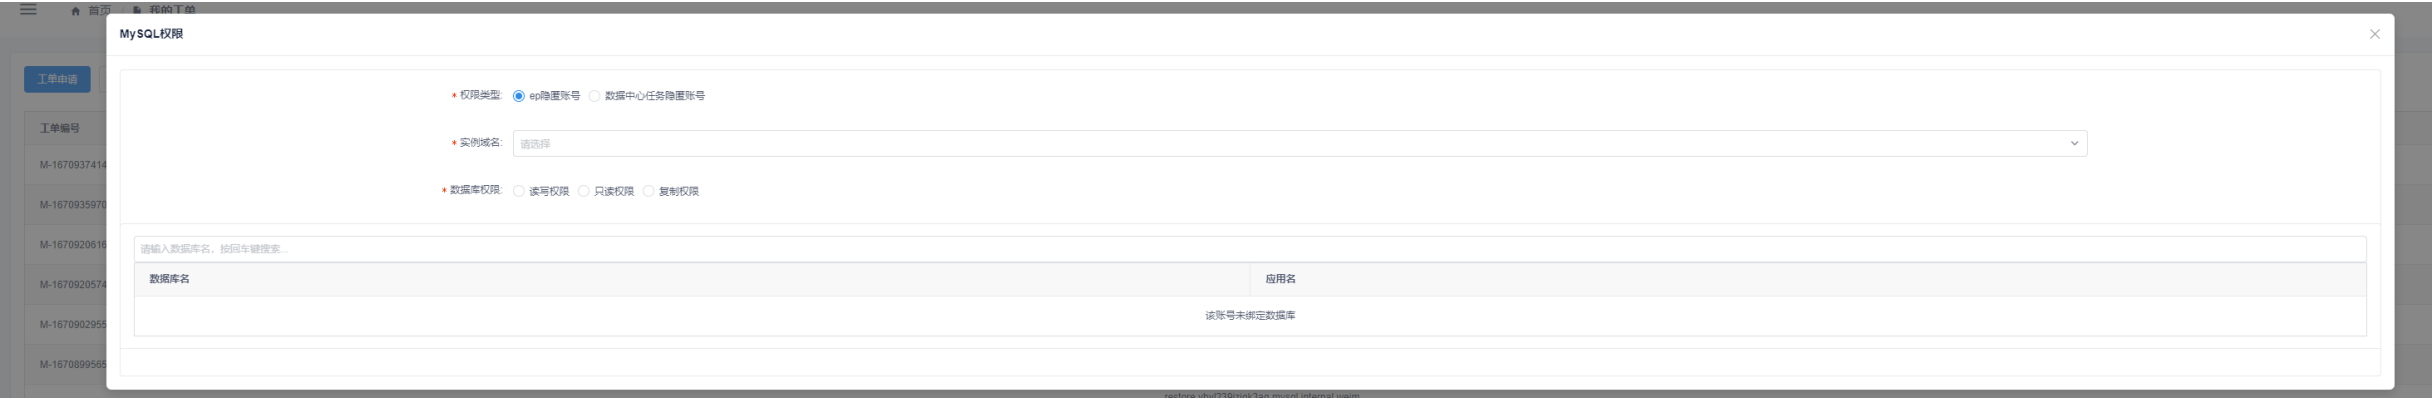 首页 / 我的工单
MySQL权限
工单申请
* 权限类型: ep隐匿账号 数据中心任务隐匿账号
工单编号
* 实例域名: 请选择
M-1670937414
* 数据库权限: 读写权限 只读权限 复制权限
M-1670935970
M-1670920616
请输入数据库名，按回车键搜索...
数据库名 应用名
M-1670920574
该账号未绑定数据库
M-1670902955
M-1670899565